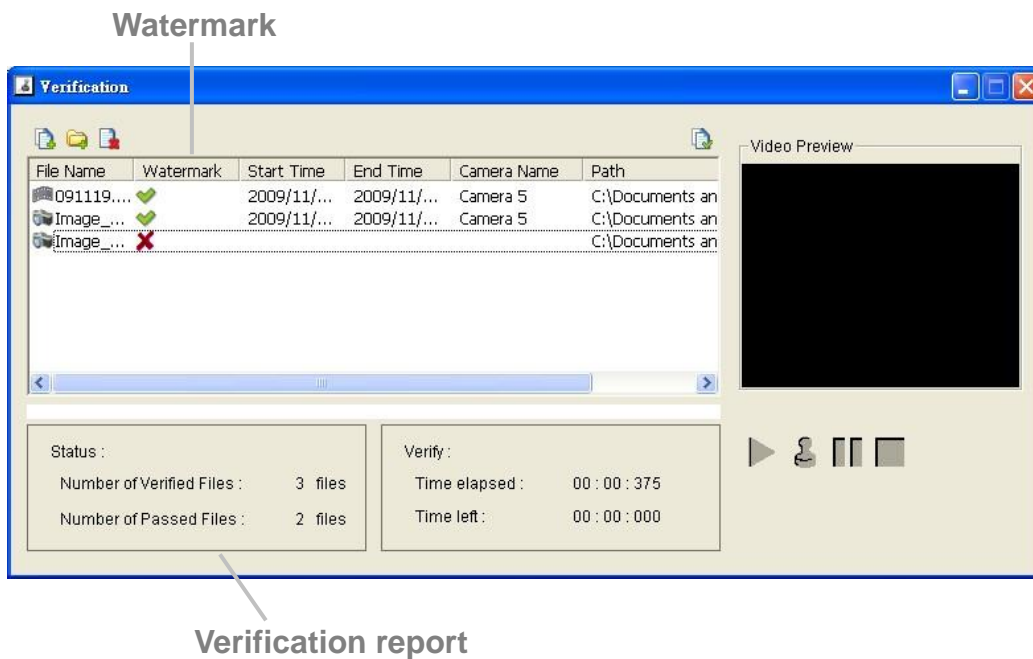 Watermark
Verification
Video Preview
File Name Watermark Start Time End Time Camera Name Path
091119.... 2009/11/... 2009/11/... Camera 5 C:\Documents an
Image_... 2009/11/... 2009/11/... Camera 5 C:\Documents an
Image_... C:\Documents an
Status :
Number of Verified Files : 3 files
Number of Passed Files : 2 files
Verify :
Time elapsed : 00 : 00 : 375
Time left : 00 : 00 : 000
Verification report